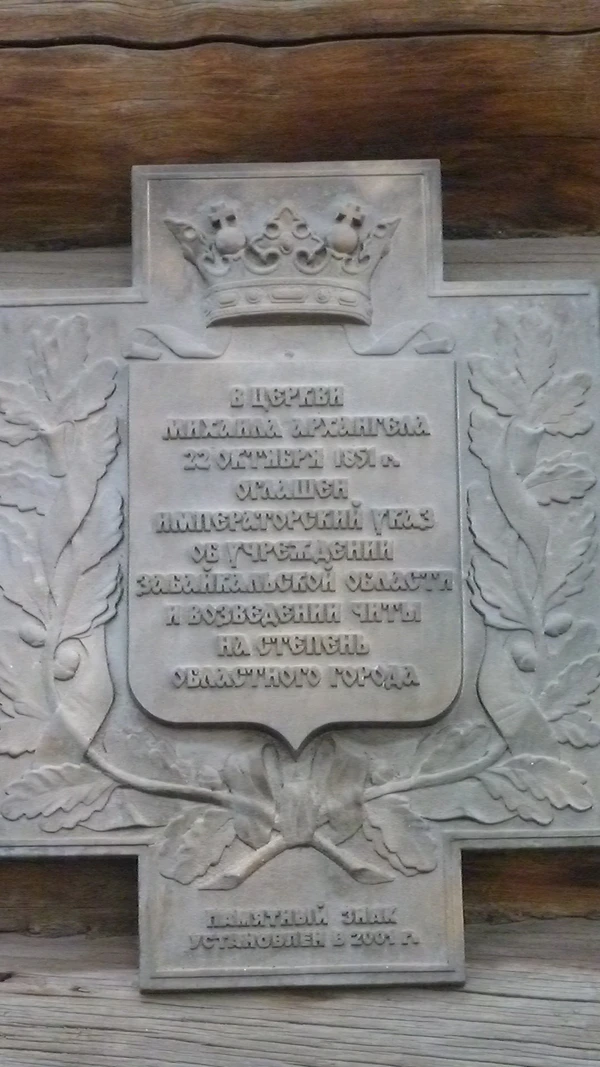 В ЦЕРКВИ
МИХАИЛА АРХАНГЕЛА
22 ОКТЯБРЯ 1851 г.
ОГЛАШЕН
ИМПЕРАТОРСКИЙ УКАЗ
ОБ УЧРЕЖДЕНИИ
ЗАБАЙКАЛЬСКОЙ ОБЛАСТИ
И ВОЗВЕДЕНИИ ЧИТЫ
НА СТЕПЕНЬ
ОБЛАСТНОГО ГОРОДА
ПАМЯТНЫЙ ЗНАК
УСТАНОВЛЕН В 2001 Г.